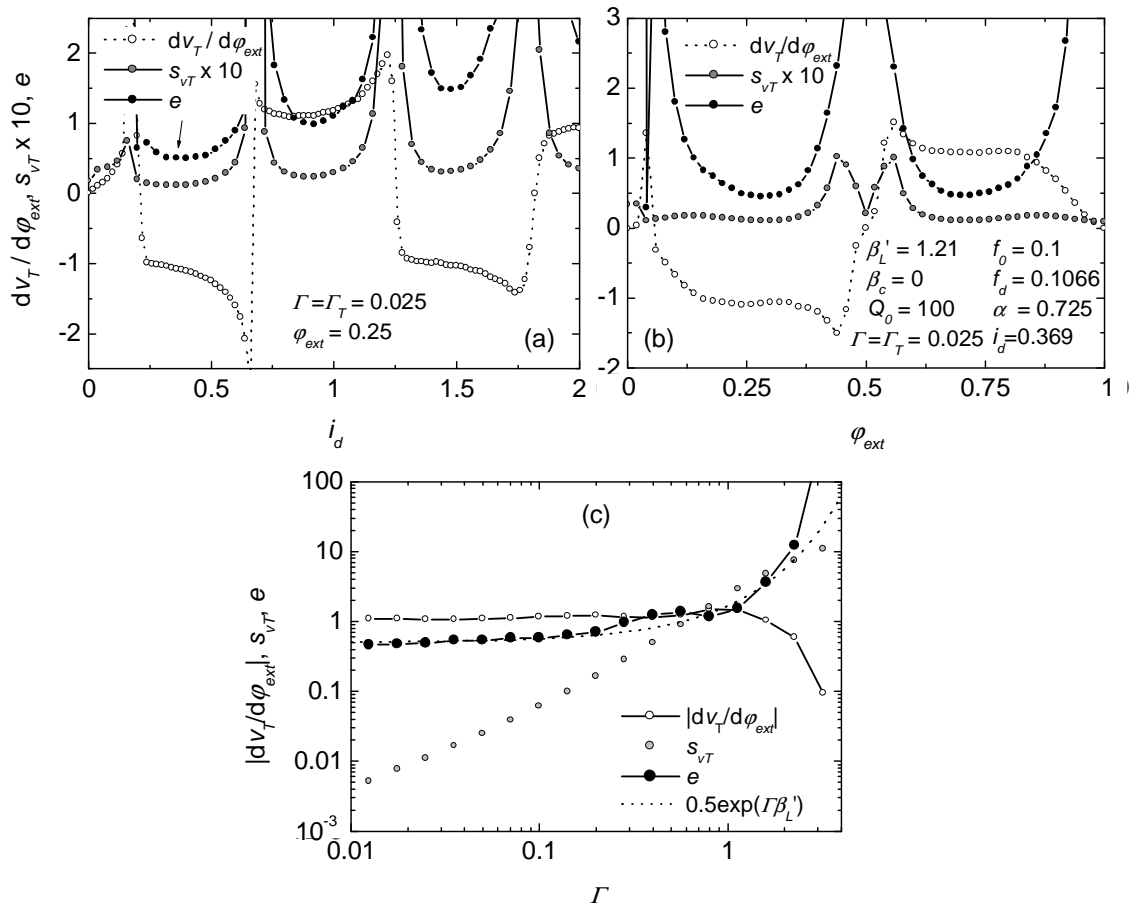 dv_T / dφ_ext
s_vT x 10
e
dv_T / dφ_ext, s_vT x 10, e
2
1
0
-1
-2
Γ=Γ_T = 0.025
φ_ext = 0.25
(a)
0 0.5 1 1.5 2
i_d
dv_T/dφ_ext
s_vT x 10
e
3
2
1
0
-1
-2
β_L' = 1.21 f_0 = 0.1
β_c = 0 f_d = 0.1066
Q_0 = 100 α = 0.725
Γ=Γ_T = 0.025 i_d=0.369
(b)
0 0.25 0.50 0.75 1
φ_ext
(c)
|dv_T/dφ_ext|, s_vT, e
100
10
1
0.1
0.01
10^-3
|dv_T/dφ_ext|
s_vT
e
0.5exp(Γβ_L')
0.01 0.1 1
Γ